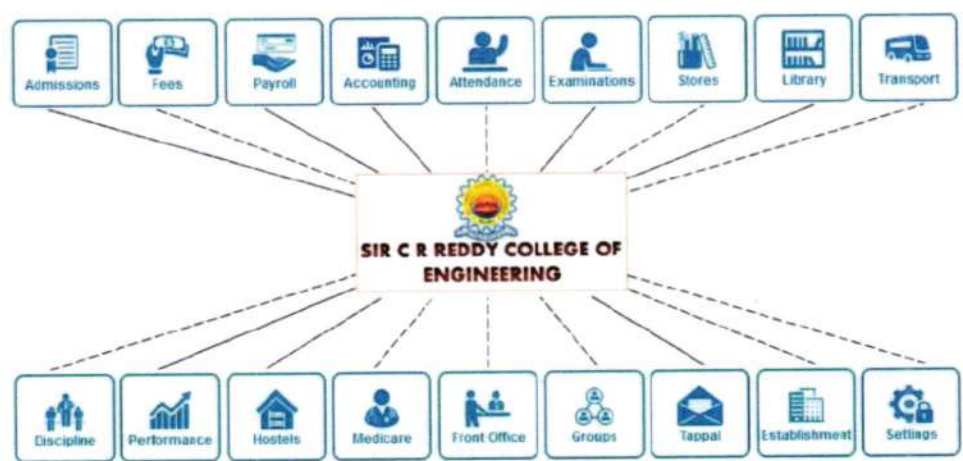 Admissions
Fees
Payroll
Accounting
Attendance
Examinations
Stores
Library
Transport
SIR C R REDDY COLLEGE OF
ENGINEERING
Discipline
Performance
Hostels
Medicare
Front Office
Groups
Tappal
Establishment
Settings